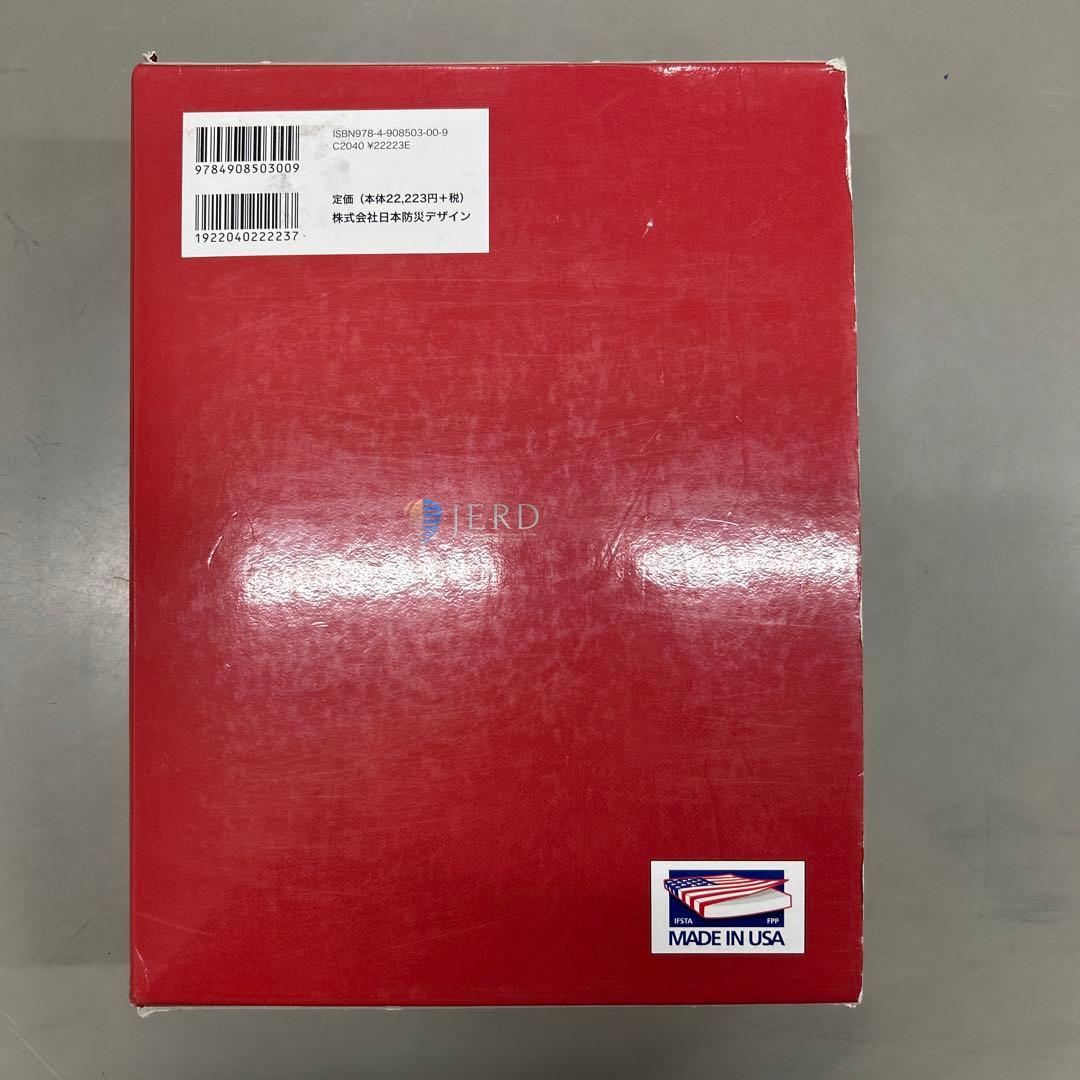 ISBN978-4-908503-00-9
C2040 ¥22223E
9784908503009
定価（本体22,223円＋税）
株式会社日本防災デザイン
1922040222237
JERD
IFSTA FPP
MADE IN USA